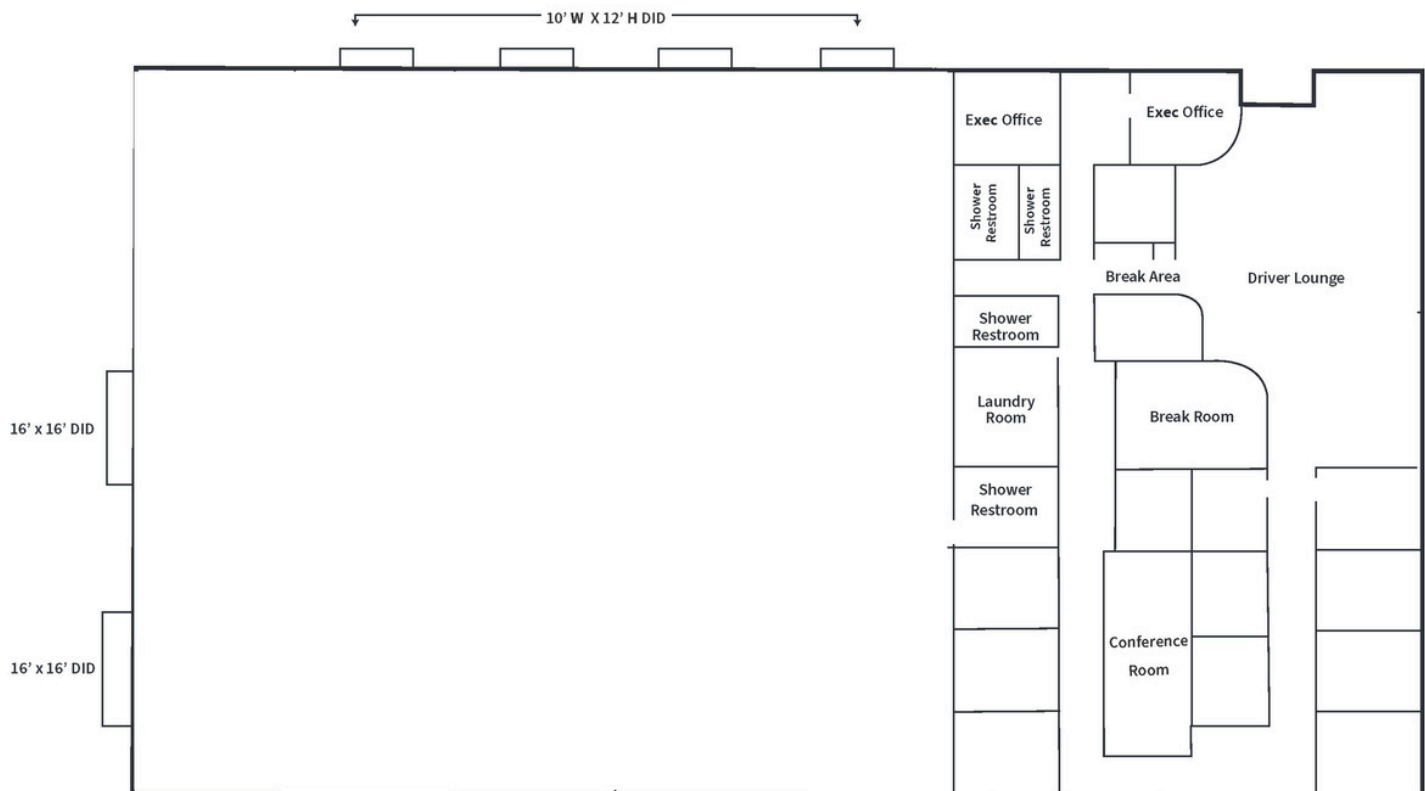 10' W X 12' H DID
Exec Office
Exec Office
Shower
Restroom
Shower
Restroom
Break Area
Driver Lounge
Shower
Restroom
Laundry
Room
Break Room
16' x 16' DID
Shower
Restroom
Conference
Room
16' x 16' DID